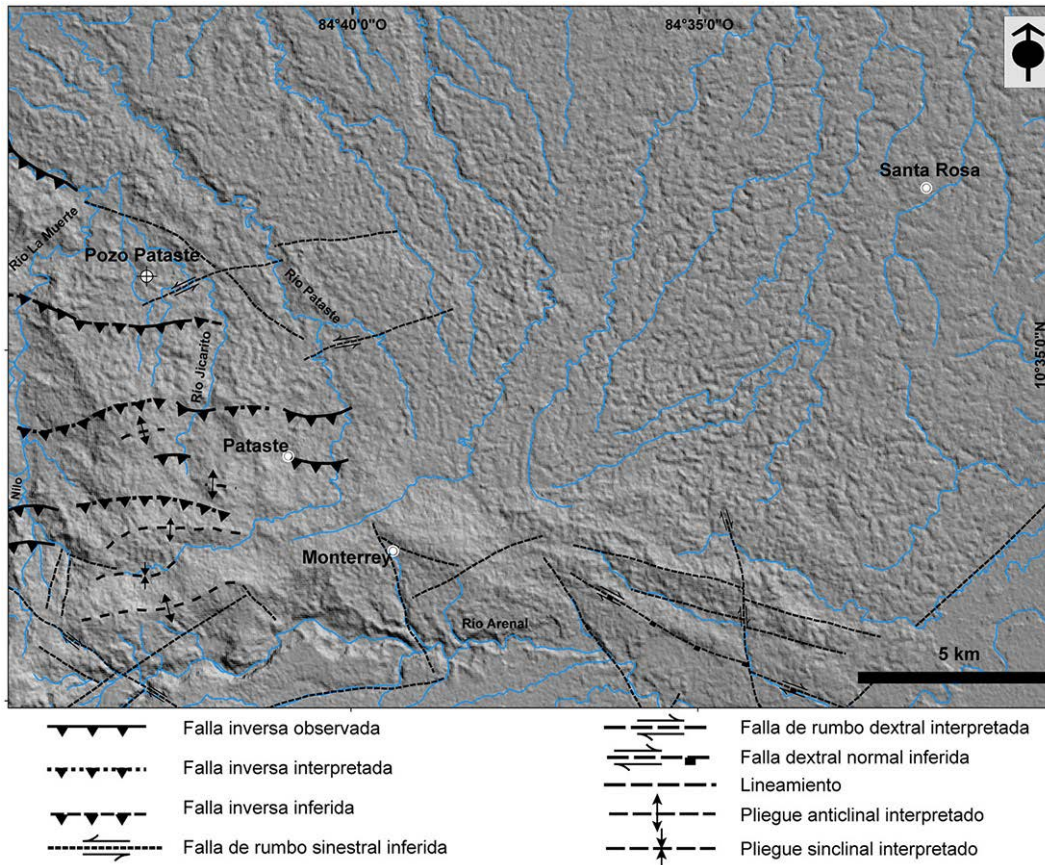 84°40'0"O
84°35'0"O
Santa Rosa
Río La Muerte
Pozo Pataste
Río Pataste
10°35'0"N
Río Jicarito
Pataste
Nilo
Monterrey
Río Arenal
5 km
Falla inversa observada
Falla inversa interpretada
Falla inversa inferida
Falla de rumbo sinestral inferida
Falla de rumbo dextral interpretada
Falla dextral normal inferida
Lineamiento
Pliegue anticlinal interpretado
Pliegue sinclinal interpretado